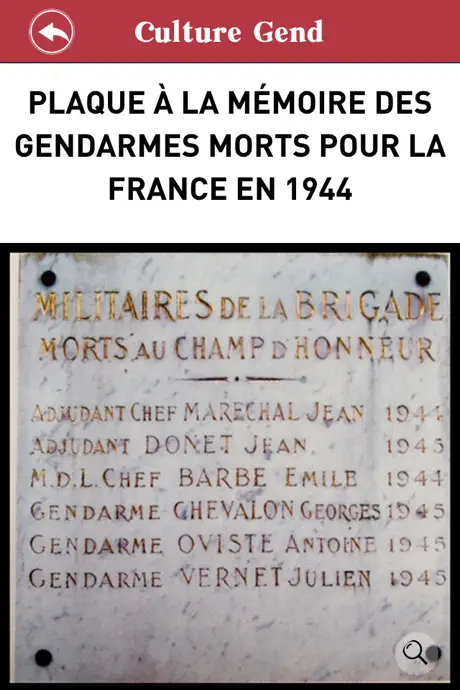 Culture Gend
PLAQUE À LA MÉMOIRE DES
GENDARMES MORTS POUR LA
FRANCE EN 1944
MILITAIRES DE LA BRIGADE
MORTS AU CHAMP D'HONNEUR
ADJUDANT CHEF MARECHAL JEAN 1944
ADJUDANT DONET JEAN 1945
M.D.L. CHEF BARBE EMILE 1944
GENDARME CHEVALON GEORGES 1945
GENDARME OVISTE ANTOINE 1945
GENDARME VERNET JULIEN 1945